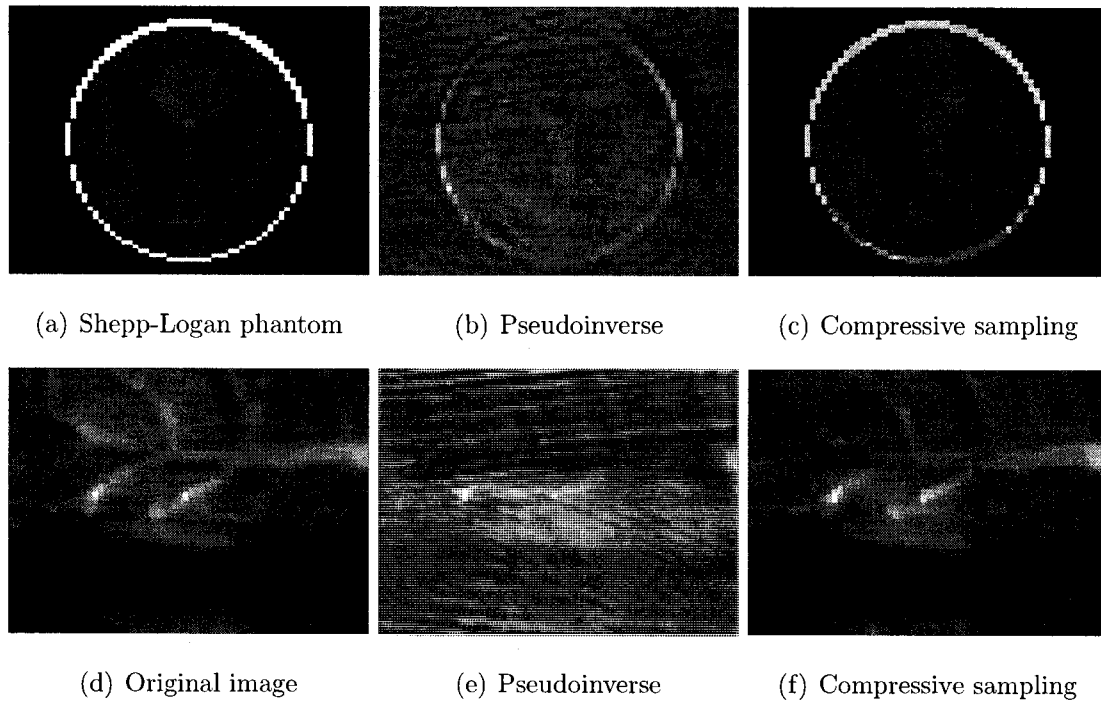 (a) Shepp-Logan phantom
(b) Pseudoinverse
(c) Compressive sampling
(d) Original image
(e) Pseudoinverse
(f) Compressive sampling